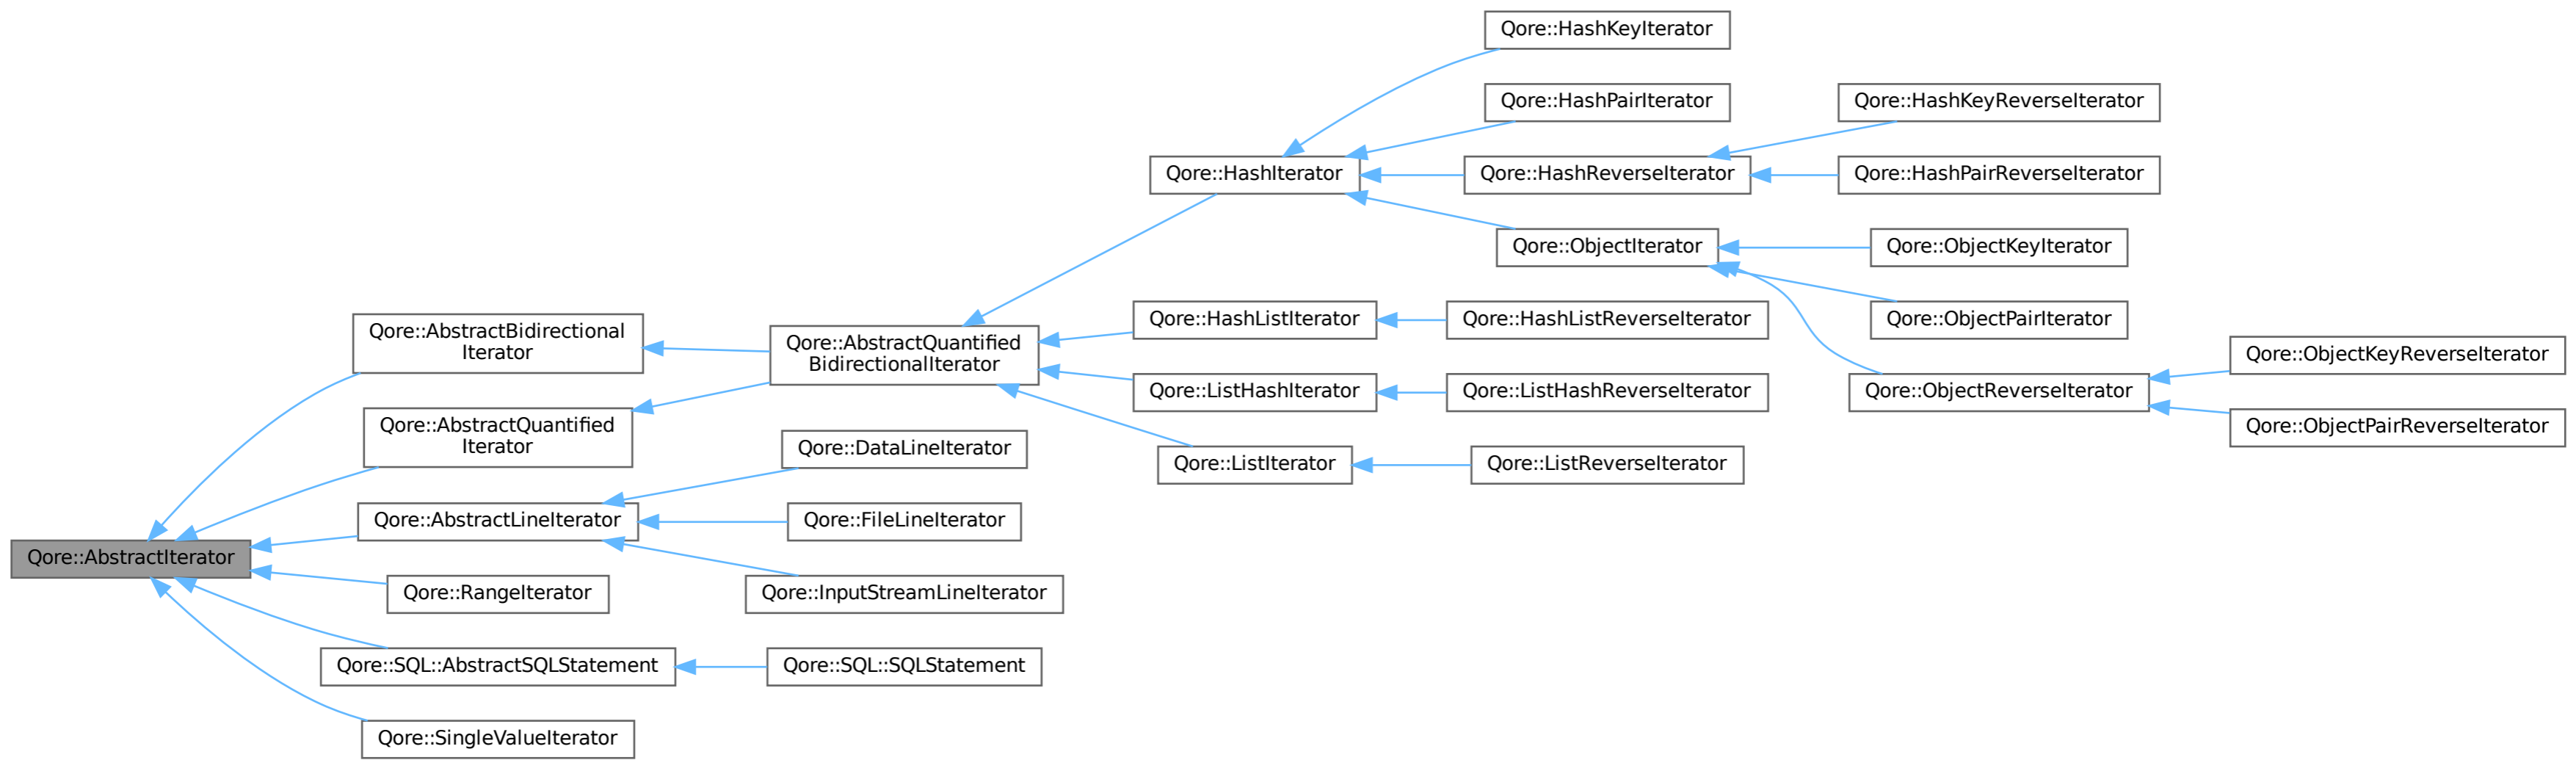 Qore::HashKeyIterator
Qore::HashPairIterator
Qore::HashKeyReverseIterator
Qore::HashIterator
Qore::HashReverseIterator
Qore::HashPairReverseIterator
Qore::ObjectIterator
Qore::ObjectKeyIterator
Qore::AbstractBidirectional
Iterator
Qore::AbstractQuantified
BidirectionalIterator
Qore::HashListIterator
Qore::HashListReverseIterator
Qore::ObjectPairIterator
Qore::ObjectKeyReverseIterator
Qore::ListHashIterator
Qore::ListHashReverseIterator
Qore::ObjectReverseIterator
Qore::AbstractQuantified
Iterator
Qore::ObjectPairReverseIterator
Qore::DataLineIterator
Qore::ListIterator
Qore::ListReverseIterator
Qore::AbstractLineIterator
Qore::FileLineIterator
Qore::AbstractIterator
Qore::RangeIterator
Qore::InputStreamLineIterator
Qore::SQL::AbstractSQLStatement
Qore::SQL::SQLStatement
Qore::SingleValueIterator